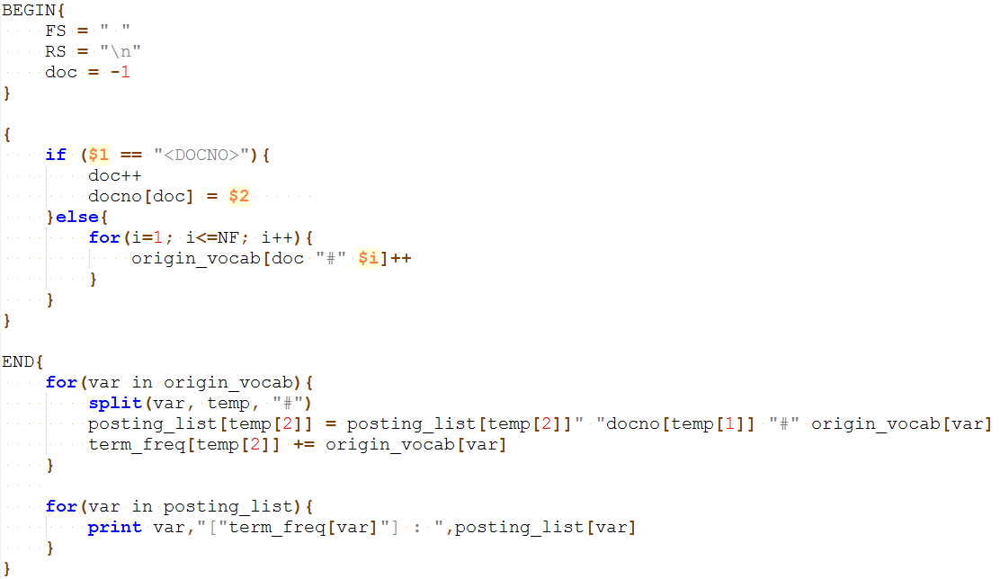 BEGIN{
    FS = " "
    RS = "\n"
    doc = -1
}

{
    if ($1 == "<DOCNO>"){
        doc++
        docno[doc] = $2
    }else{
        for(i=1; i<=NF; i++){
            origin_vocab[doc "#" $i]++
        }
    }
}

END{
    for(var in origin_vocab){
        split(var, temp, "#")
        posting_list[temp[2]] = posting_list[temp[2]]" "docno[temp[1]] "#" origin_vocab[var]
        term_freq[temp[2]] += origin_vocab[var]
    }

    for(var in posting_list){
        print var,"["term_freq[var]"] : ",posting_list[var]
    }
}